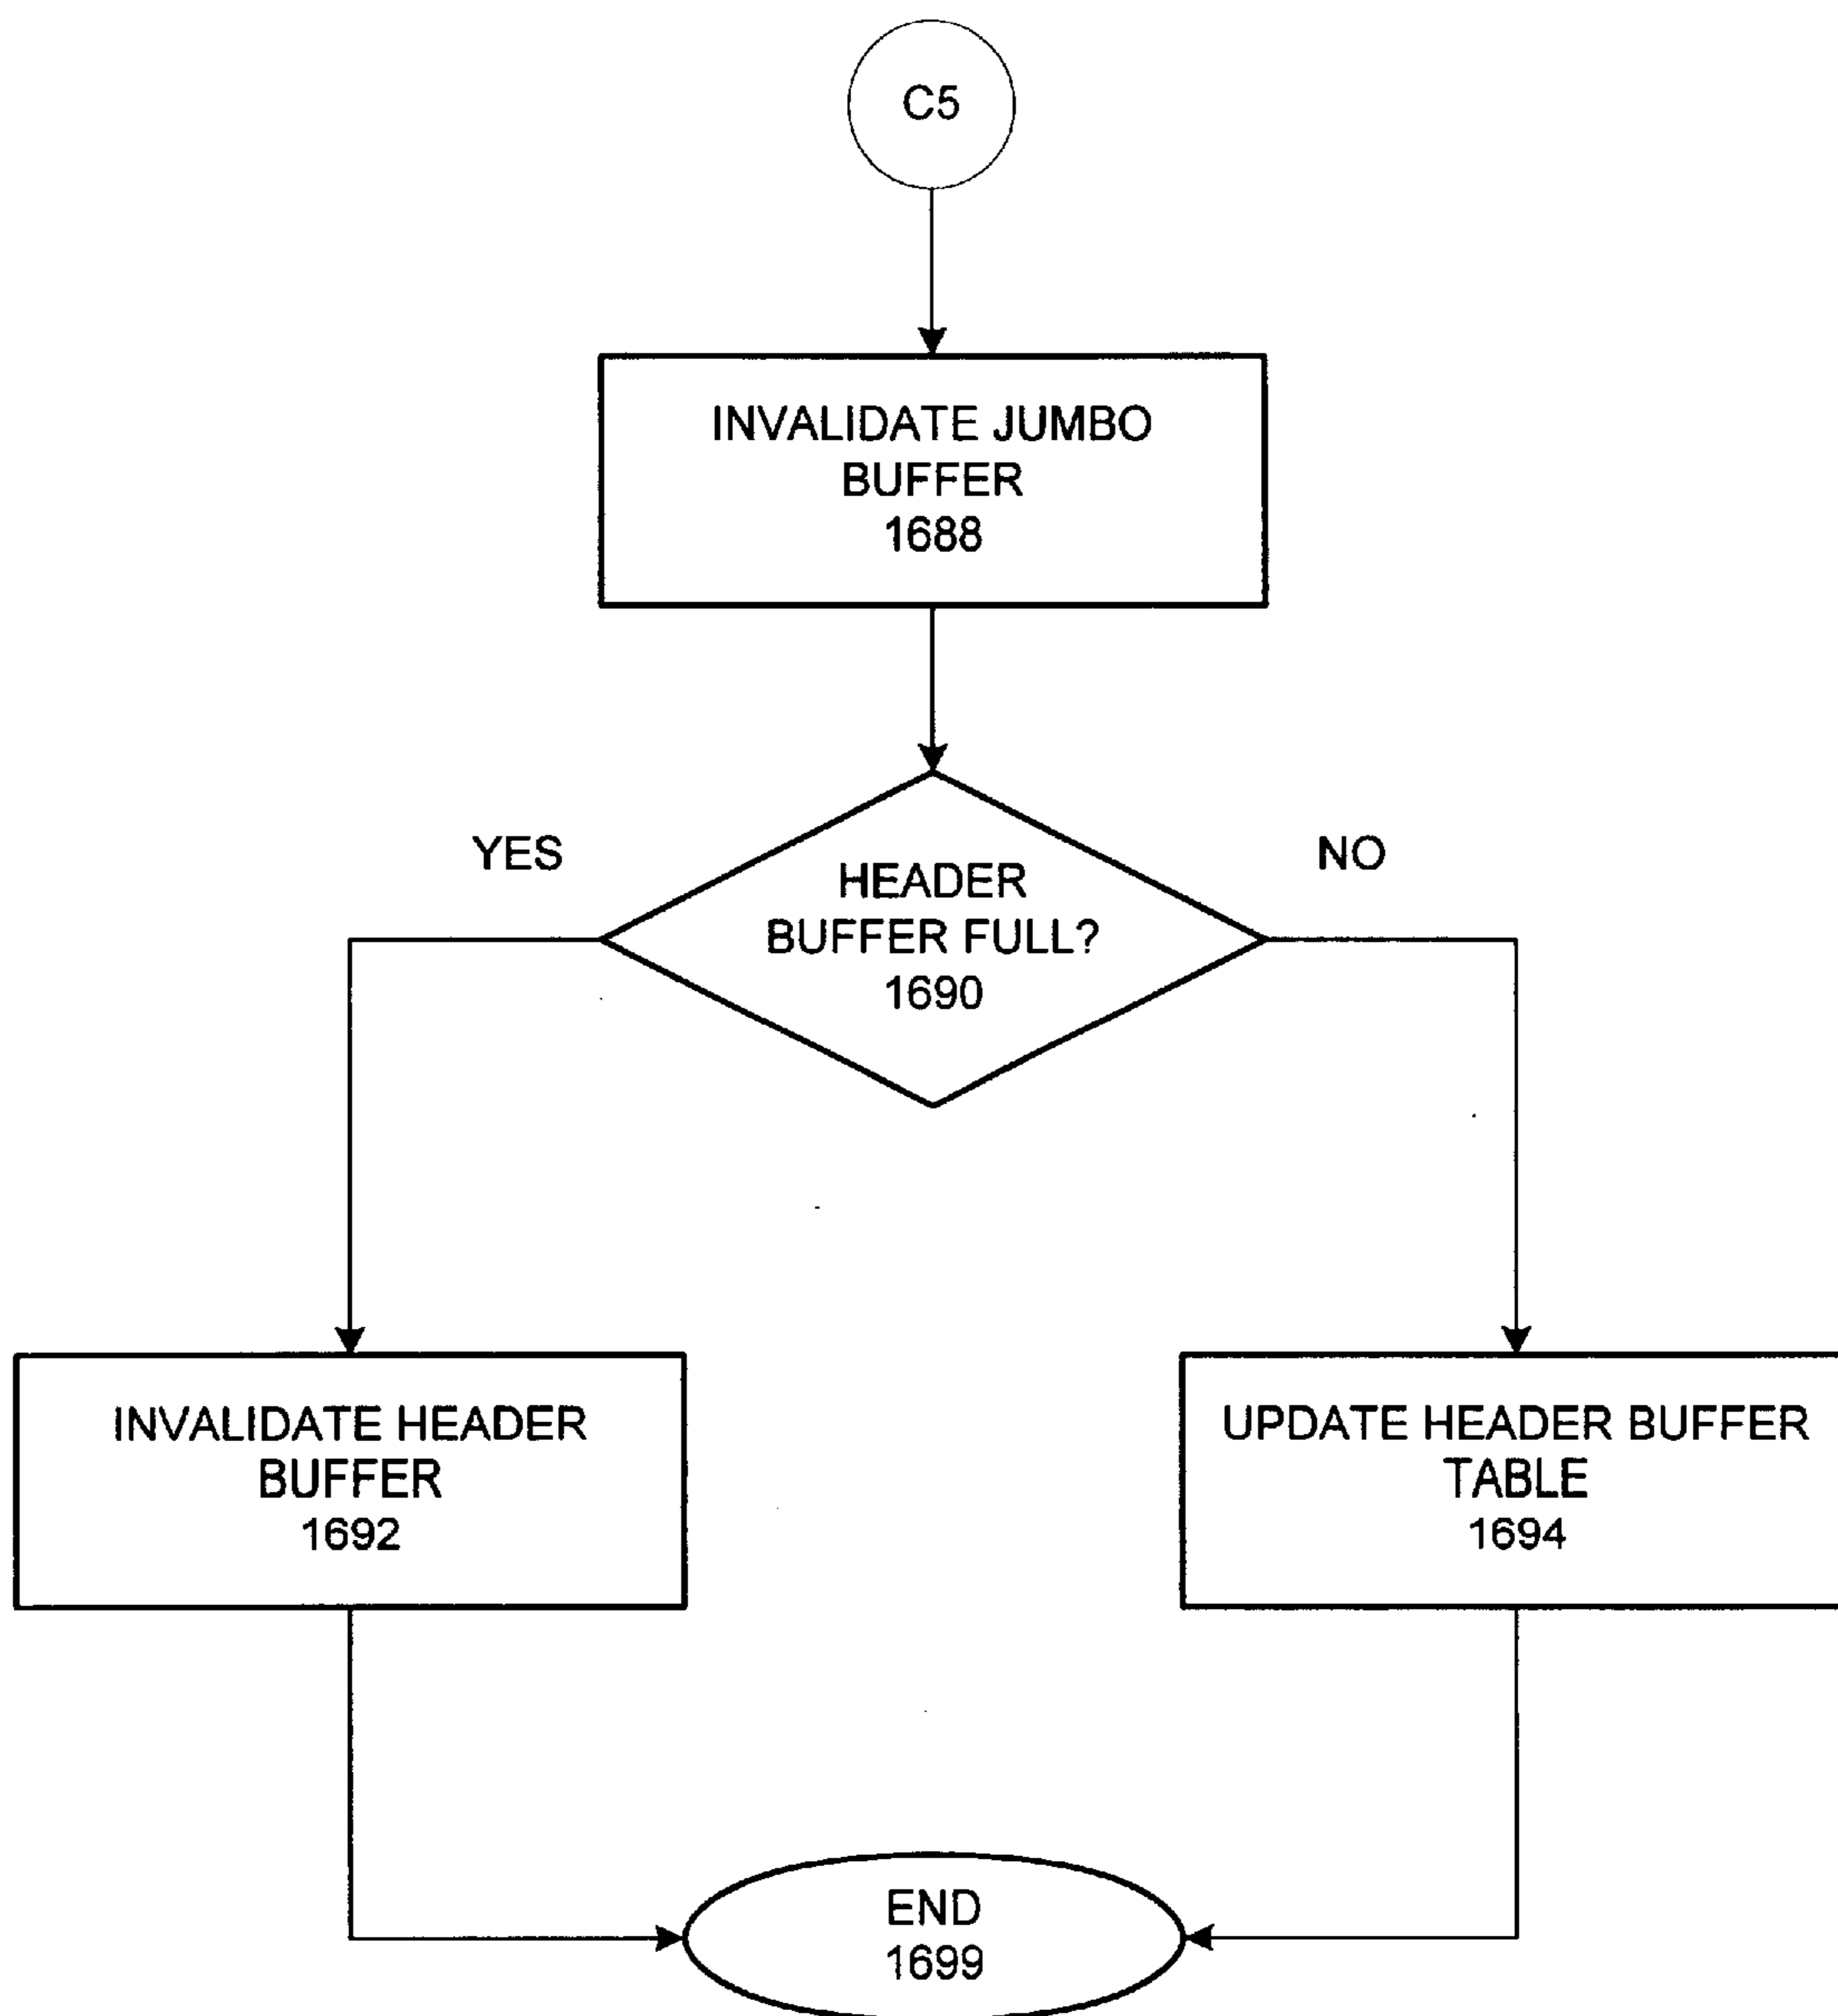 C5
INVALIDATE JUMBO
BUFFER
1688
YES
NO
HEADER
BUFFER FULL?
1690
INVALIDATE HEADER
BUFFER
1692
UPDATE HEADER BUFFER
TABLE
1694
END
1699